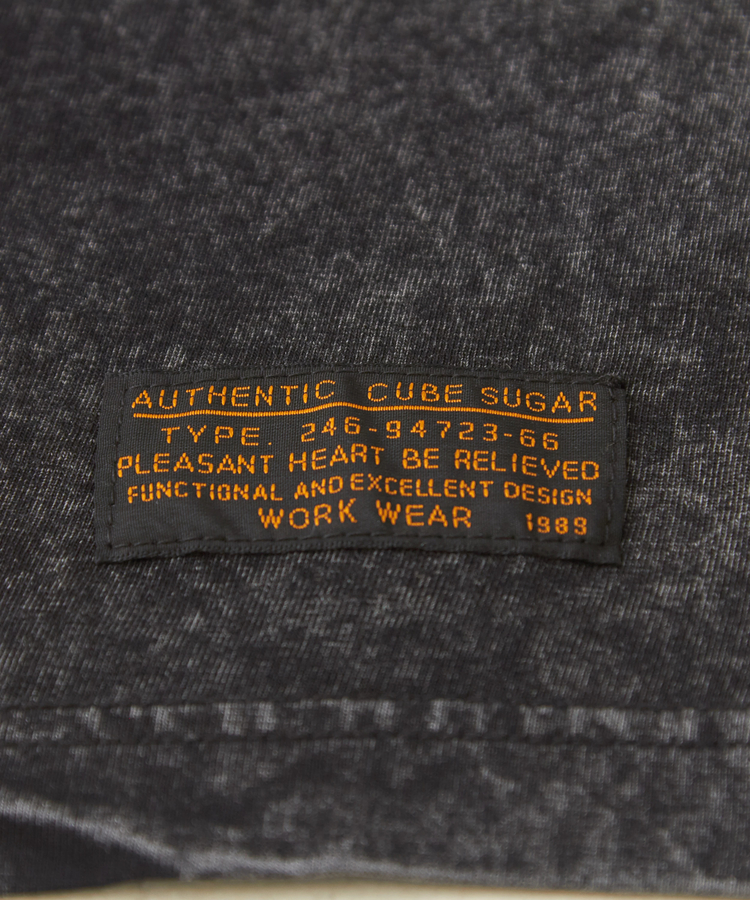 AUTHENTIC CUBE SUGAR
TYPE. 246-94723-66
PLEASANT HEART BE RELIEVED
FUNCTIONAL AND EXCELLENT DESIGN
WORK WEAR 1989